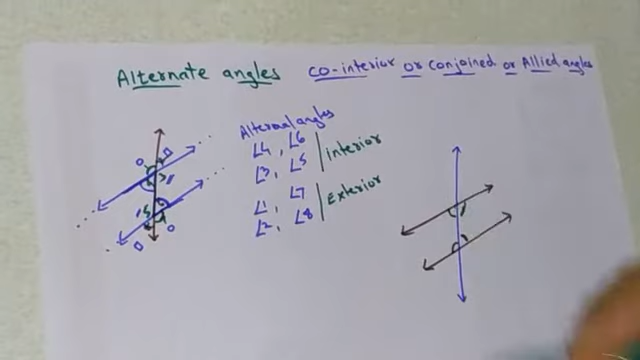 Alternate angles co-interior or conjoined or Allied angles
Alternal angles
∠4, ∠6
∠3, ∠5
Interior
∠1, ∠7
∠2, ∠8
Exterior